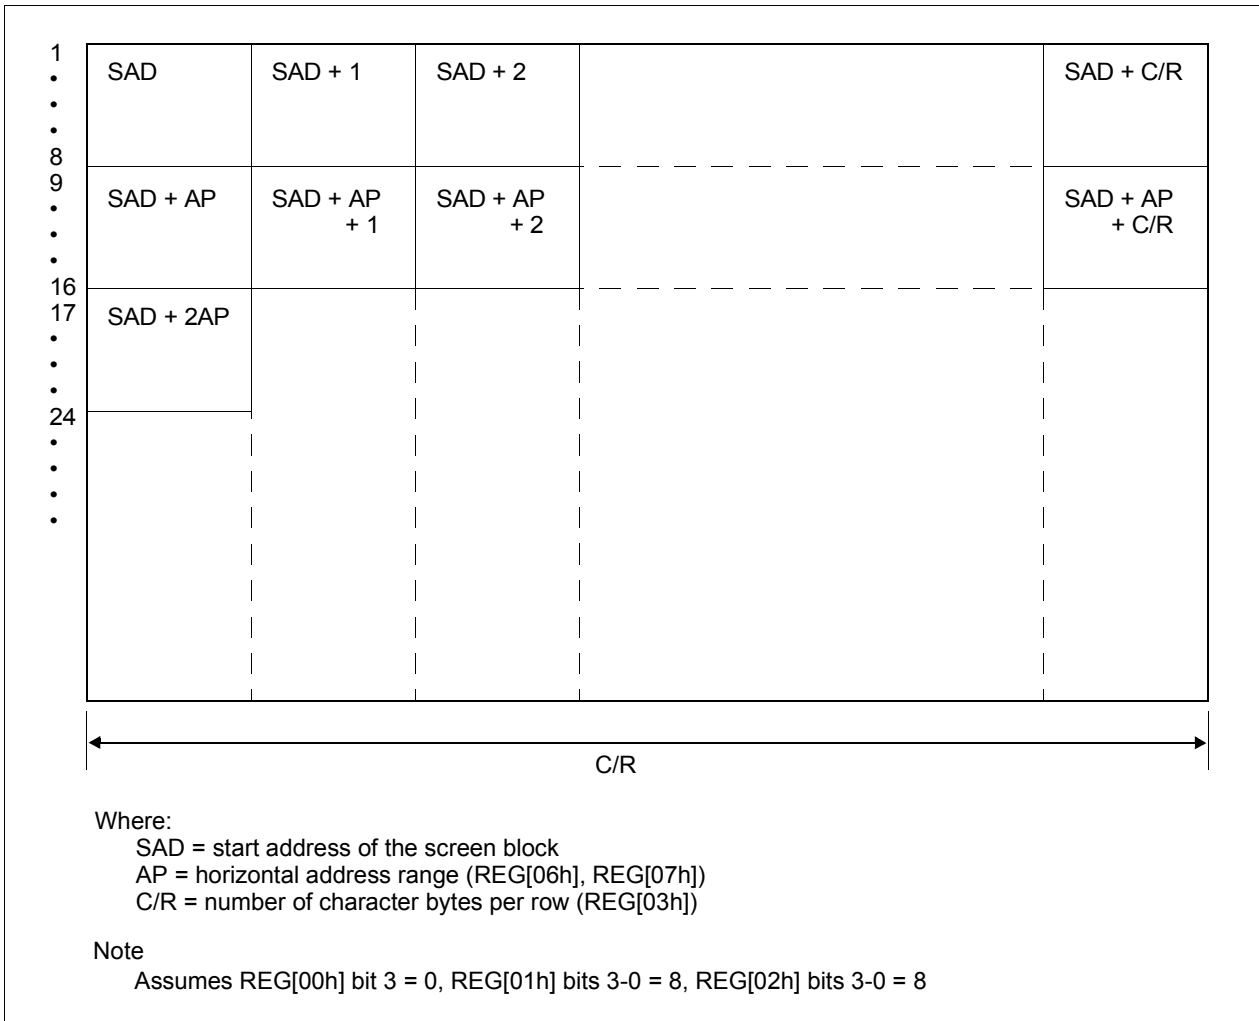 1
8
9
16
17
24
SAD
SAD + 1
SAD + 2
SAD + C/R
SAD + AP
SAD + AP
+ 1
SAD + AP
+ 2
SAD + AP
+ C/R
SAD + 2AP
C/R
Where:
SAD = start address of the screen block
AP = horizontal address range (REG[06h], REG[07h])
C/R = number of character bytes per row (REG[03h])
Note
Assumes REG[00h] bit 3 = 0, REG[01h] bits 3-0 = 8, REG[02h] bits 3-0 = 8